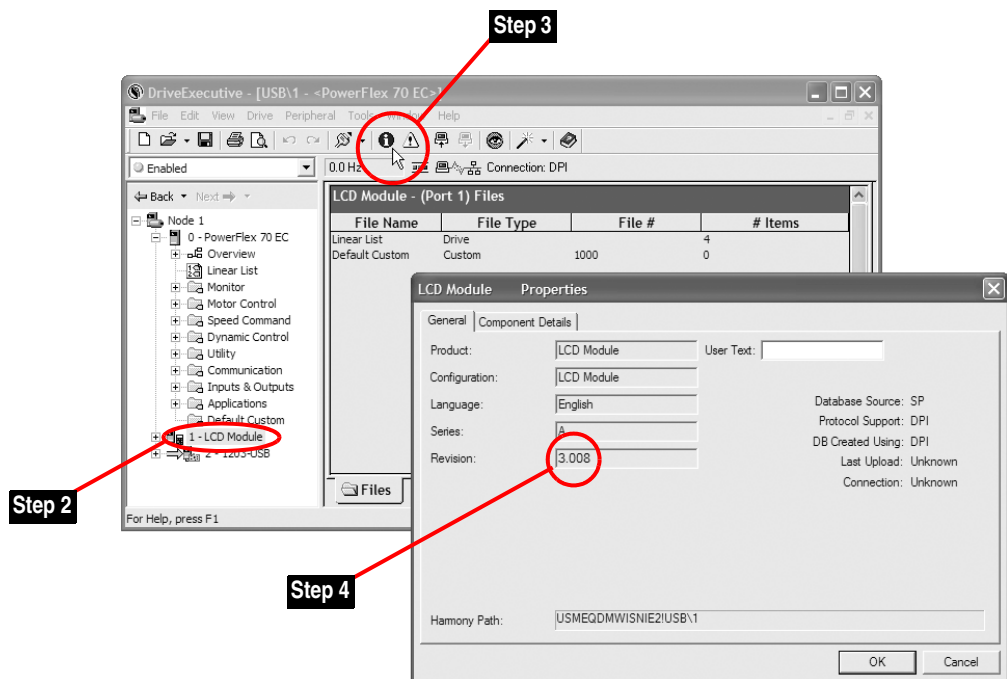 Step 3
DriveExecutive - [USB\1 - <PowerFlex 70 EC>]
File Edit View Drive Peripheral Tools Window Help
Enabled
0.0 Hz
Connection: DPI
Back Next
Node 1
0 - PowerFlex 70 EC
Overview
Linear List
Monitor
Motor Control
Speed Command
Dynamic Control
Utility
Communication
Inputs & Outputs
Applications
Default Custom
1 - LCD Module
2 - 1203-USB
LCD Module - (Port 1) Files
File Name File Type File # # Items
Linear List Drive 4
Default Custom Custom 1000 0
Files
For Help, press F1
Step 2
Step 4
LCD Module Properties
General Component Details
Product: LCD Module User Text:
Configuration: LCD Module
Language: English
Series: A
Revision: 3.008
Database Source: SP
Protocol Support: DPI
DB Created Using: DPI
Last Upload: Unknown
Connection: Unknown
Harmony Path: USMEQDMWISNIE2!USB\1
OK Cancel